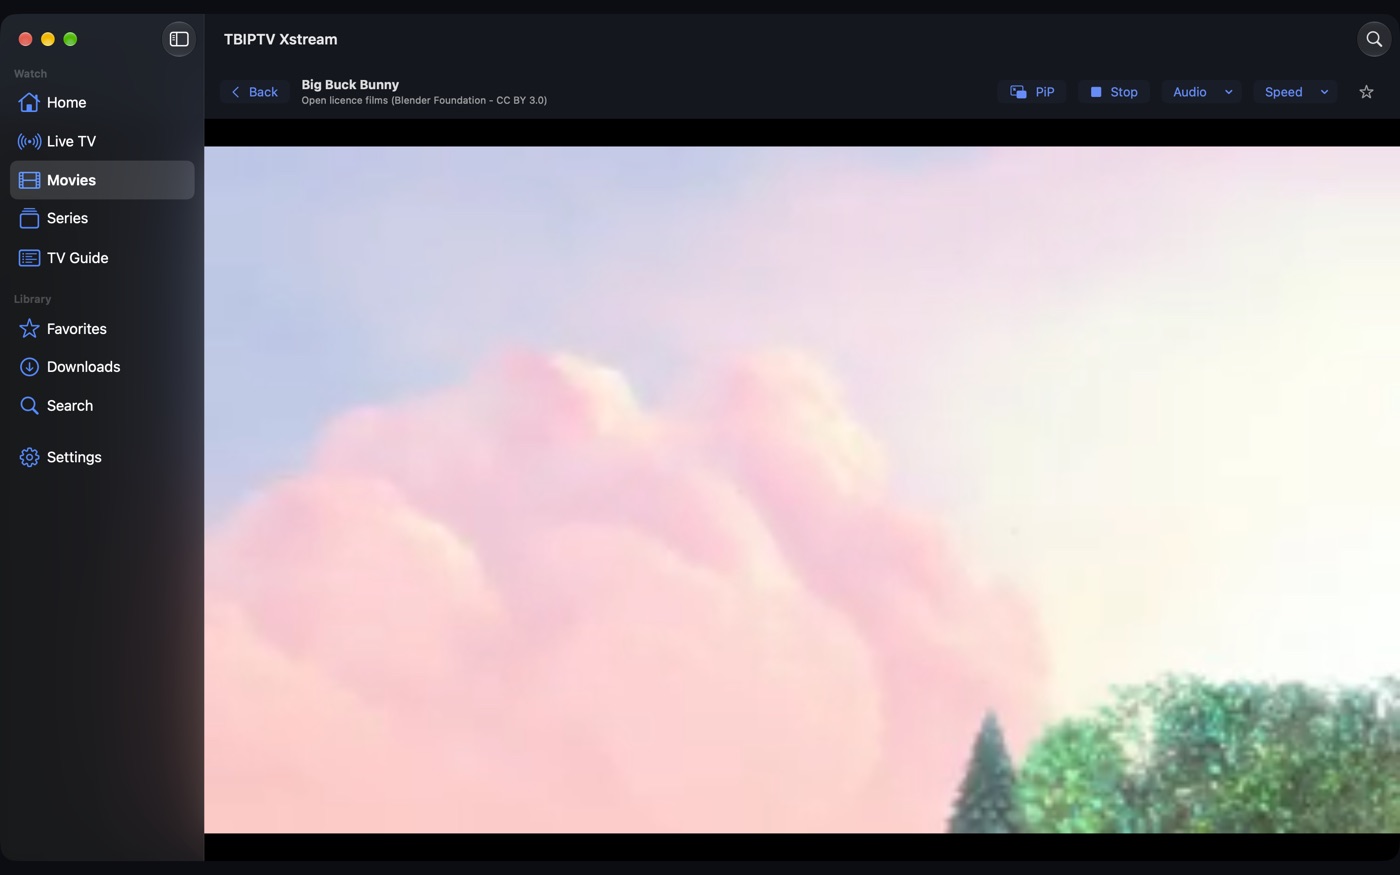 TBIPTV Xstream
Watch
Home
Live TV
Movies
Series
TV Guide
Library
Favorites
Downloads
Search
Settings
Back
Big Buck Bunny
Open licence films (Blender Foundation - CC BY 3.0)
PiP
Stop
Audio
Speed